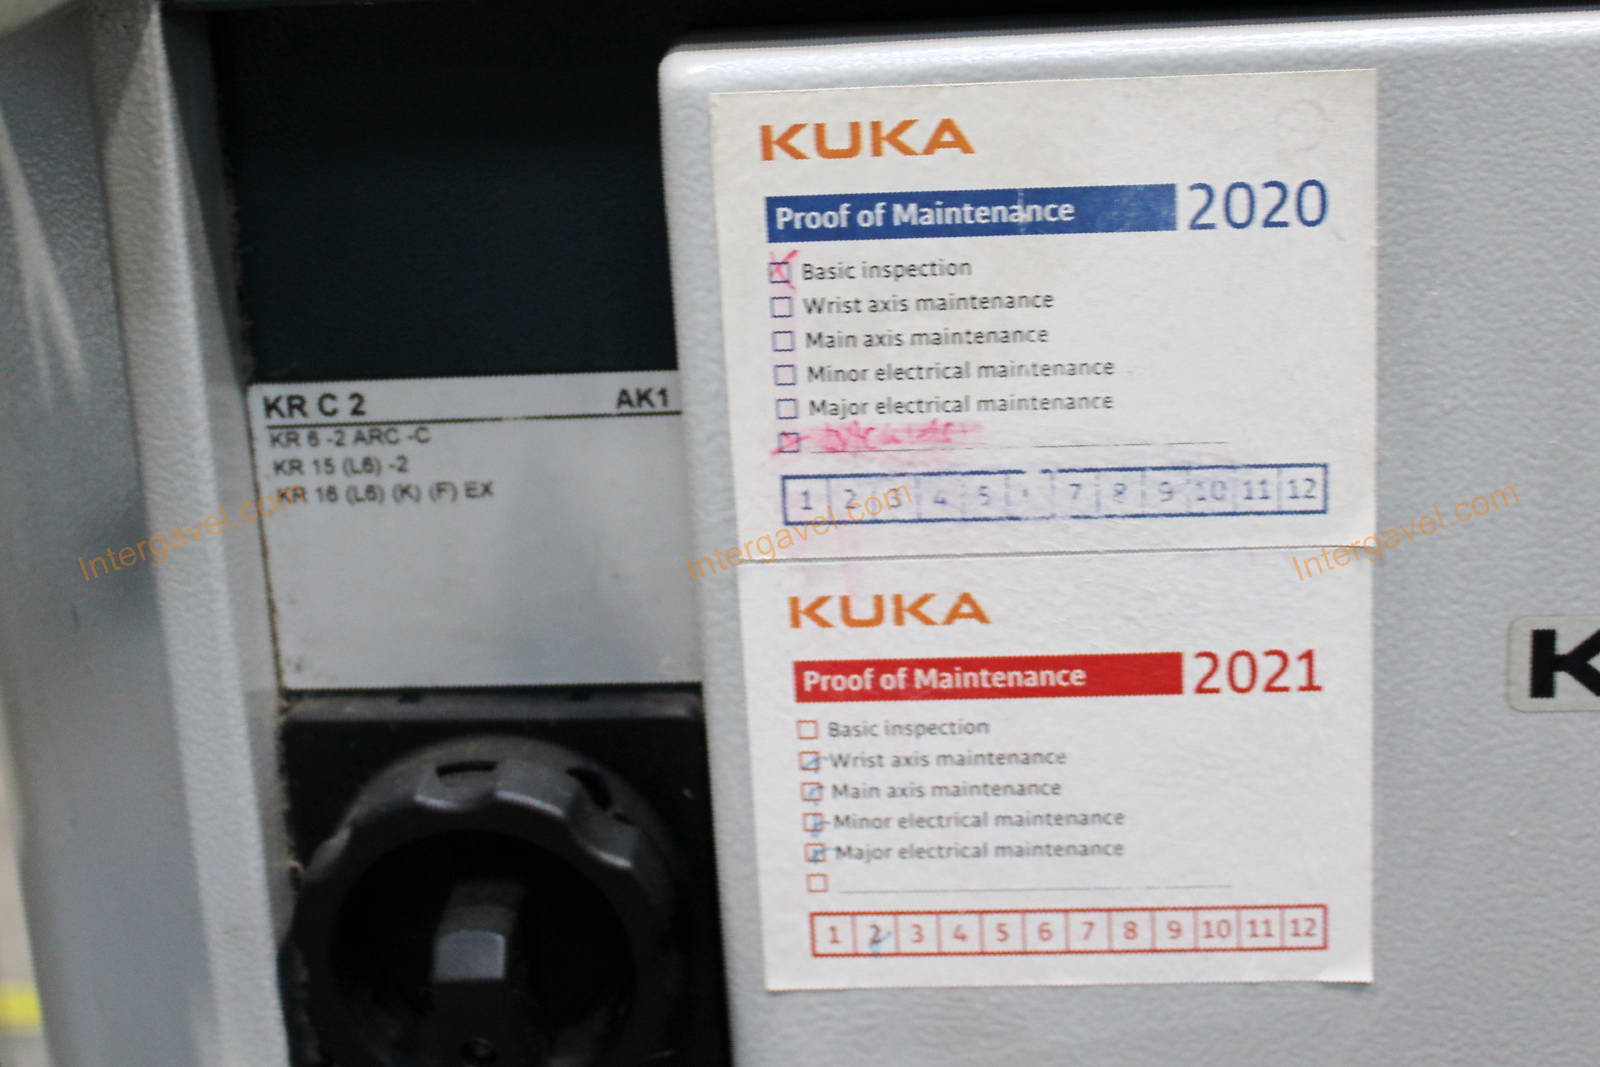 KR C 2 AK1
KR 6 -2 ARC -C
KR 15 (L6) -2
KR 16 (L6) (K) (F) EX
KUKA
Proof of Maintenance 2020
Basic inspection
Wrist axis maintenance
Main axis maintenance
Minor electrical maintenance
Major electrical maintenance
1 2 3 4 5 7 8 9 10 11 12
KUKA
Proof of Maintenance 2021
Basic inspection
Wrist axis maintenance
Main axis maintenance
Minor electrical maintenance
Major electrical maintenance
1 2 3 4 5 6 7 8 9 10 11 12
K
Intergavel.com
Intergavel.com
Intergavel.com